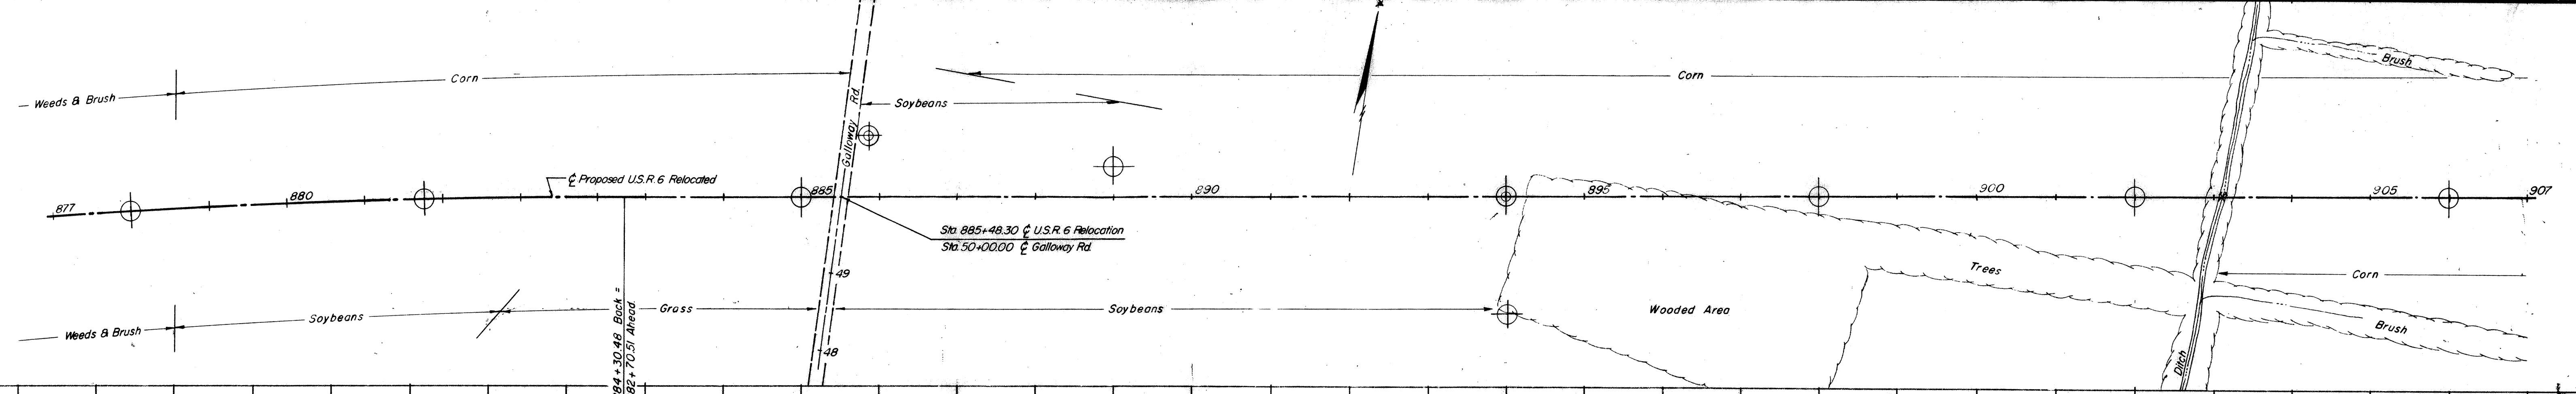 Corn
Corn
Brush
Weeds & Brush
Soybeans
Galloway Rd.
℄ Proposed U.S.R. 6 Relocated
877
880
885
890
895
900
905
907
Sta. 885+48.30 ℄ U.S.R. 6 Relocation
Sta. 50+00.00 ℄ Galloway Rd.
49
Trees
Corn
Weeds & Brush
Soybeans
Grass
Soybeans
Wooded Area
Brush
84+30.48 Back =
82+70.51 Ahead.
48
Ditch